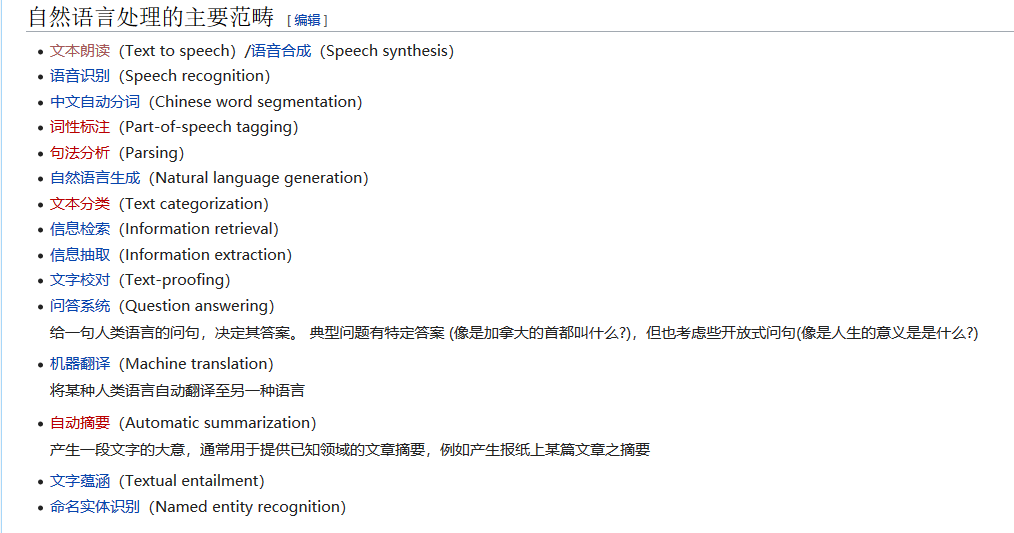 自然语言处理的主要范畴 [编辑]
文本朗读（Text to speech）/语音合成（Speech synthesis）
语音识别（Speech recognition）
中文自动分词（Chinese word segmentation）
词性标注（Part-of-speech tagging）
句法分析（Parsing）
自然语言生成（Natural language generation）
文本分类（Text categorization）
信息检索（Information retrieval）
信息抽取（Information extraction）
文字校对（Text-proofing）
问答系统（Question answering）
给一句人类语言的问句，决定其答案。 典型问题有特定答案 (像是加拿大的首都叫什么?)，但也考虑些开放式问句(像是人生的意义是是什么?)
机器翻译（Machine translation）
将某种人类语言自动翻译至另一种语言
自动摘要（Automatic summarization）
产生一段文字的大意，通常用于提供已知领域的文章摘要，例如产生报纸上某篇文章之摘要
文字蕴涵（Textual entailment）
命名实体识别（Named entity recognition）